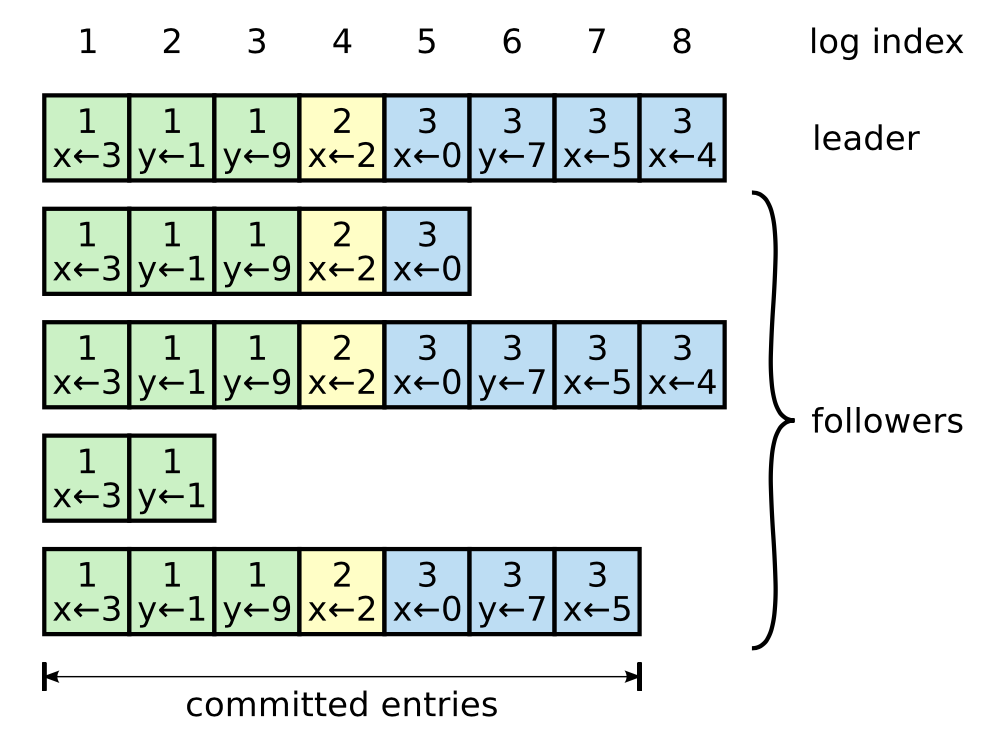 1 2 3 4 5 6 7 8 log index
1 1 1 2 3 3 3 3
x←3 y←1 y←9 x←2 x←0 y←7 x←5 x←4
leader
1 1 1 2 3
x←3 y←1 y←9 x←2 x←0
1 1 1 2 3 3 3 3
x←3 y←1 y←9 x←2 x←0 y←7 x←5 x←4
followers
1 1
x←3 y←1
1 1 1 2 3 3 3
x←3 y←1 y←9 x←2 x←0 y←7 x←5
committed entries